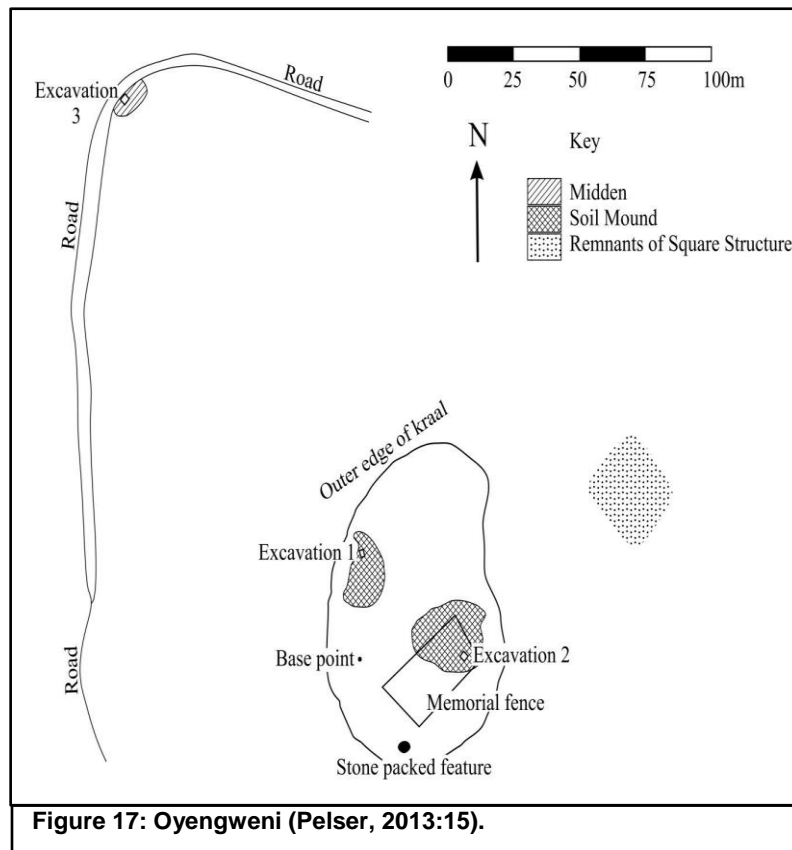 Road
Excavation
3
0 25 50 75 100m
N
Key
Midden
Soil Mound
Remnants of Square Structure
Road
Outer edge of kraal
Excavation 1
Base point
Excavation 2
Memorial fence
Road
Stone packed feature
Figure 17: Oyengweni (Pelser, 2013:15).